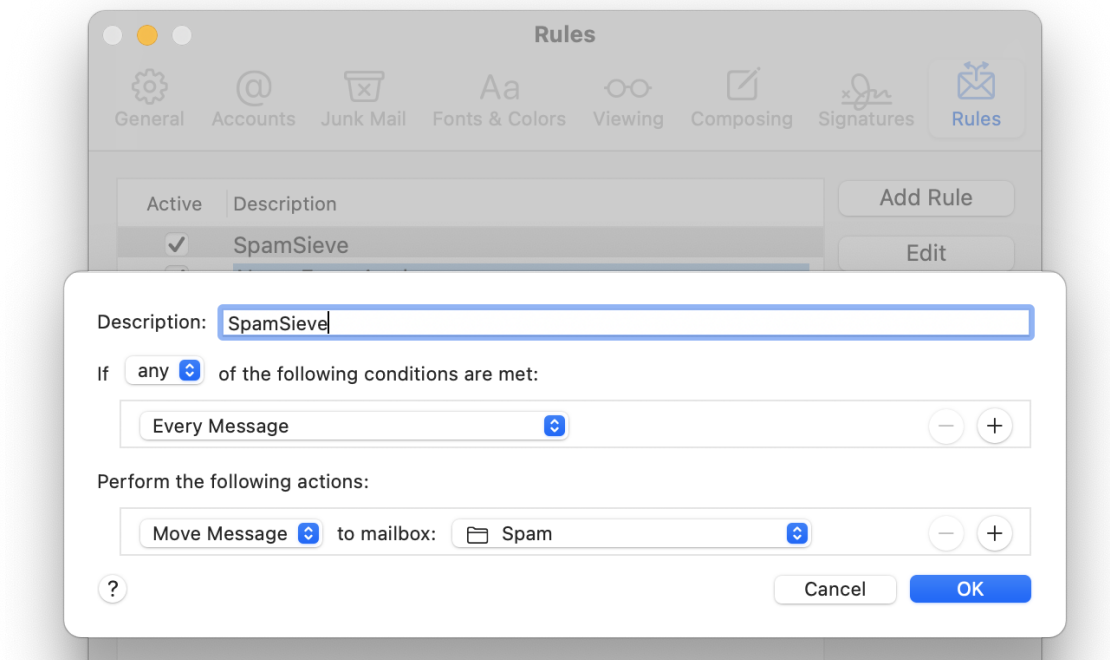 Rules
General Accounts Junk Mail Fonts & Colors Viewing Composing Signatures Rules
Active Description Add Rule
SpamSieve
Edit
Description: SpamSieve
If any of the following conditions are met:
Every Message
Perform the following actions:
Move Message to mailbox: Spam
? Cancel OK